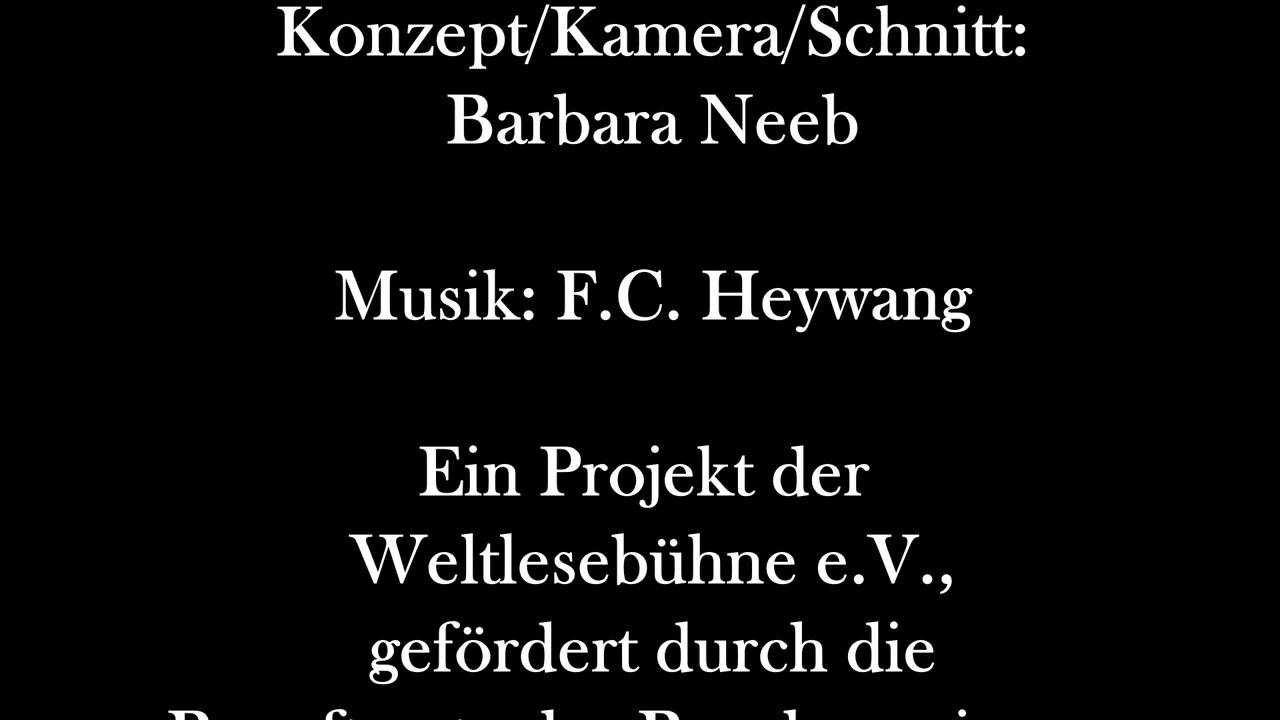 Konzept/Kamera/Schnitt:
Barbara Neeb
Musik: F.C. Heywang
Ein Projekt der
Weltlesebühne e.V.,
gefördert durch die